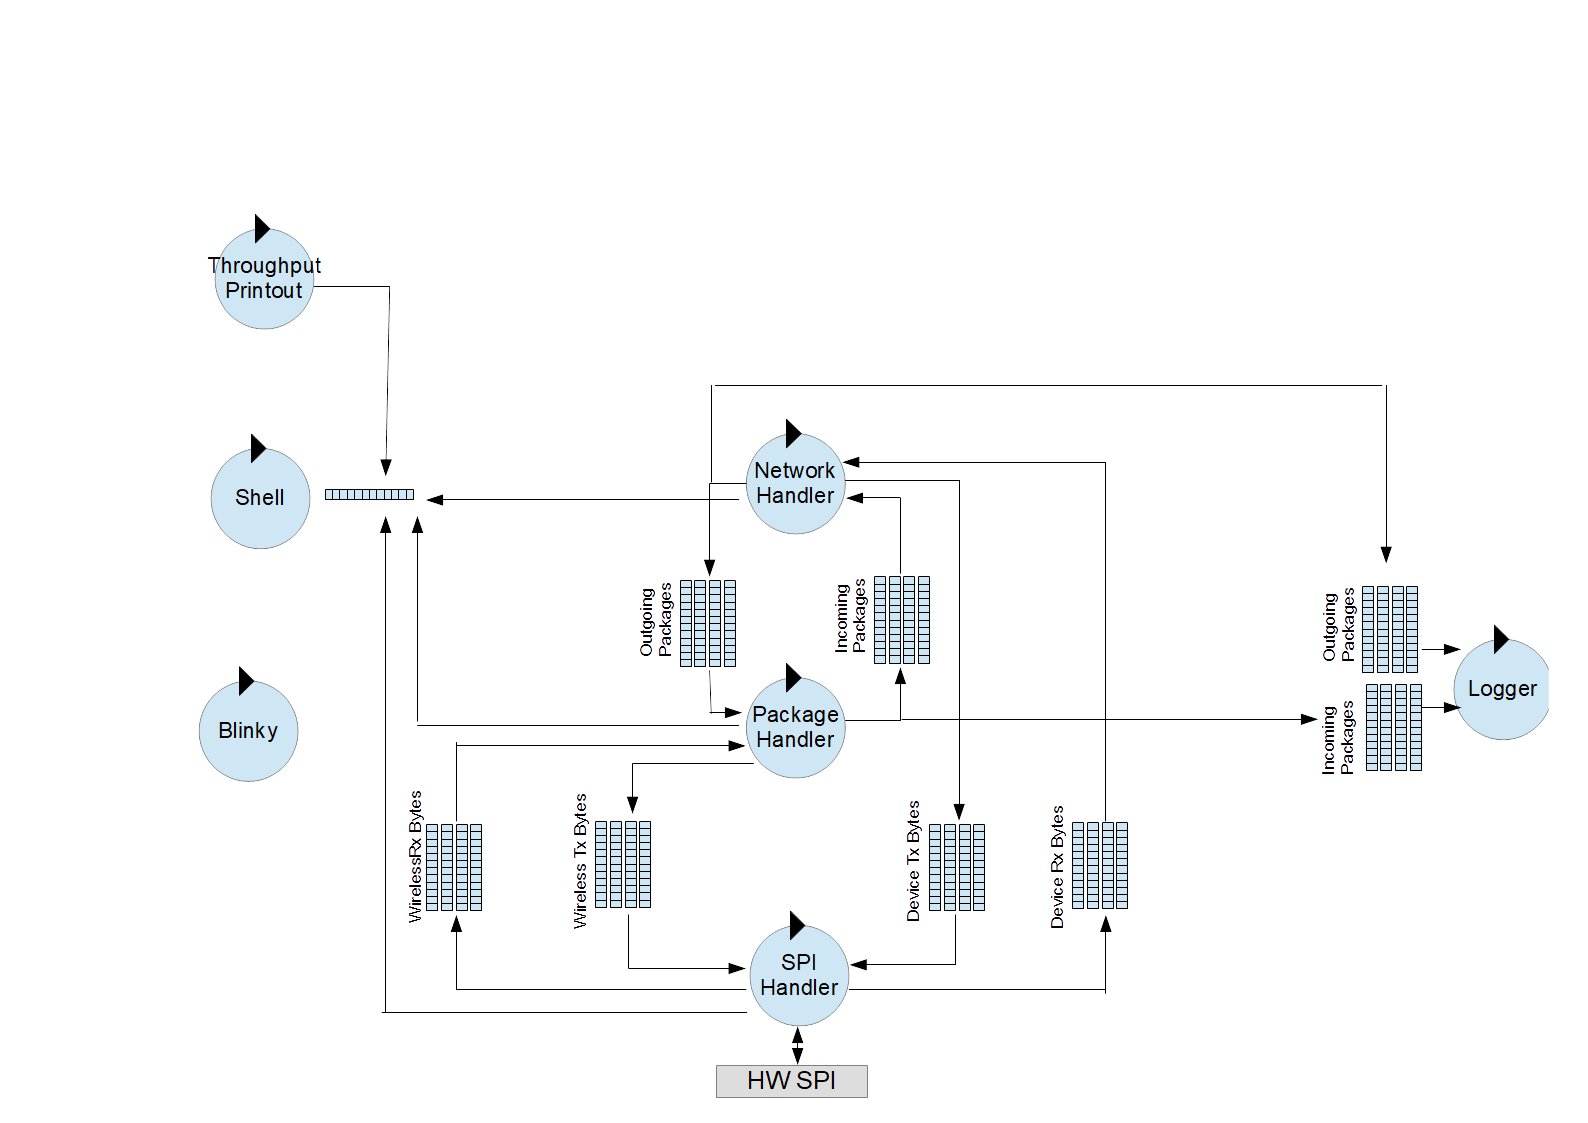 Throughput
Printout
Network
Handler
Shell
Outgoing
Packages
Incoming
Packages
Outgoing
Packages
Logger
Incoming
Packages
Package
Handler
Blinky
WirelessRx Bytes
Wireless Tx Bytes
Device Tx Bytes
Device Rx Bytes
SPI
Handler
HW SPI